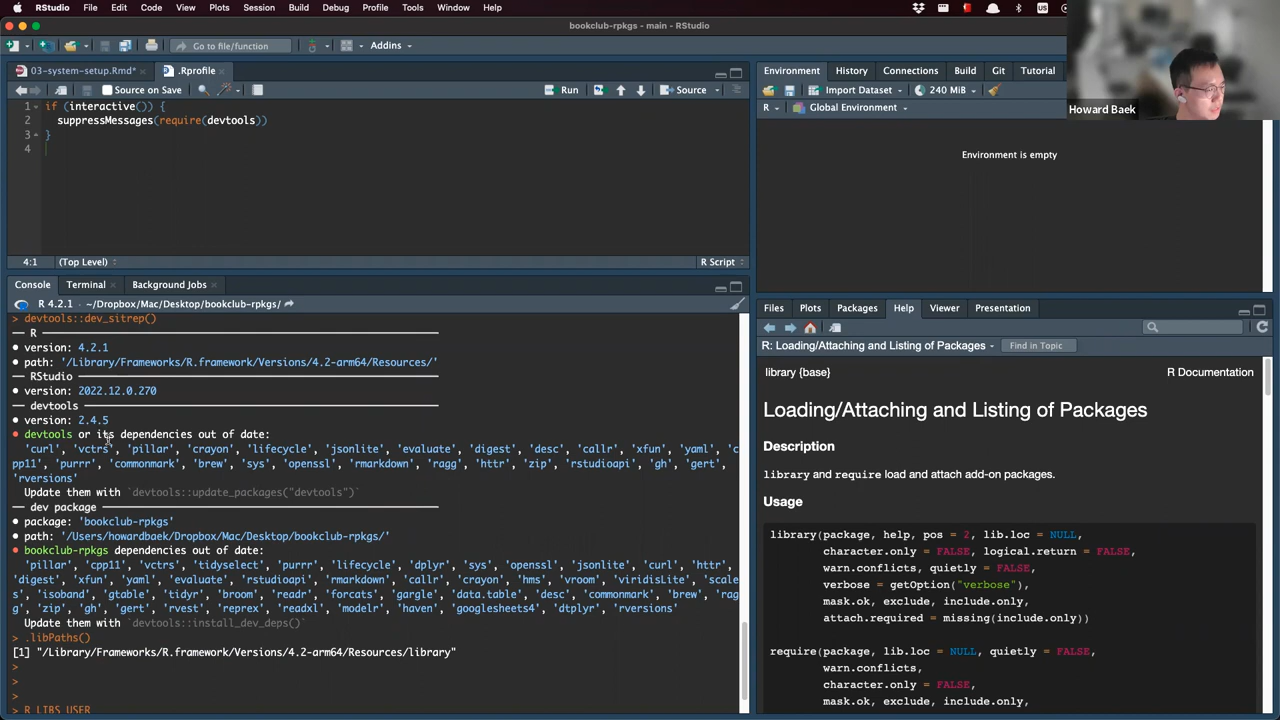 RStudio File Edit Code View Plots Session Build Debug Profile Tools Window Help
bookclub-rpkgs - main - RStudio
Go to file/function Addins
03-system-setup.Rmd* .Rprofile
Source on Save Run Source
1 if (interactive()) {
2 suppressMessages(require(devtools))
3 }
4
4:1 (Top Level) R Script
Console Terminal Background Jobs
R 4.2.1 · ~/Dropbox/Mac/Desktop/bookclub-rpkgs/
> devtools::dev_sitrep()
── R ──
• version: 4.2.1
• path: '/Library/Frameworks/R.framework/Versions/4.2-arm64/Resources/'
── RStudio ──
• version: 2022.12.0.270
── devtools ──
• version: 2.4.5
• devtools or its dependencies out of date:
'curl', 'vctrs', 'pillar', 'crayon', 'lifecycle', 'jsonlite', 'evaluate', 'digest', 'desc', 'callr', 'xfun', 'yaml', 'c
pp11', 'purrr', 'commonmark', 'brew', 'sys', 'openssl', 'rmarkdown', 'ragg', 'httr', 'zip', 'rstudioapi', 'gh', 'gert',
'rversions'
Update them with `devtools::update_packages("devtools")`
── dev package ──
• package: 'bookclub-rpkgs'
• path: '/Users/howardbaek/Dropbox/Mac/Desktop/bookclub-rpkgs/'
• bookclub-rpkgs dependencies out of date:
'pillar', 'cpp11', 'vctrs', 'tidyselect', 'purrr', 'lifecycle', 'dplyr', 'sys', 'openssl', 'jsonlite', 'curl', 'httr',
'digest', 'xfun', 'yaml', 'evaluate', 'rstudioapi', 'rmarkdown', 'callr', 'crayon', 'hms', 'vroom', 'viridisLite', 'scale
s', 'isoband', 'gtable', 'tidyr', 'broom', 'readr', 'forcats', 'gargle', 'data.table', 'desc', 'commonmark', 'brew', 'rag
g', 'zip', 'gh', 'gert', 'rvest', 'reprex', 'readxl', 'modelr', 'haven', 'googlesheets4', 'dtplyr', 'rversions'
Update them with `devtools::install_dev_deps()`
> .libPaths()
[1] "/Library/Frameworks/R.framework/Versions/4.2-arm64/Resources/library"
>
>
>
> R_LIBS_USER
US
Howard Baek
Environment History Connections Build Git Tutorial
Import Dataset 240 MiB
R Global Environment
Environment is empty
Files Plots Packages Help Viewer Presentation
R: Loading/Attaching and Listing of Packages Find in Topic
library {base} R Documentation
Loading/Attaching and Listing of Packages
Description
library and require load and attach add-on packages.
Usage
library(package, help, pos = 2, lib.loc = NULL,
character.only = FALSE, logical.return = FALSE,
warn.conflicts, quietly = FALSE,
verbose = getOption("verbose"),
mask.ok, exclude, include.only,
attach.required = missing(include.only))
require(package, lib.loc = NULL, quietly = FALSE,
warn.conflicts,
character.only = FALSE,
mask.ok, exclude, include.only,